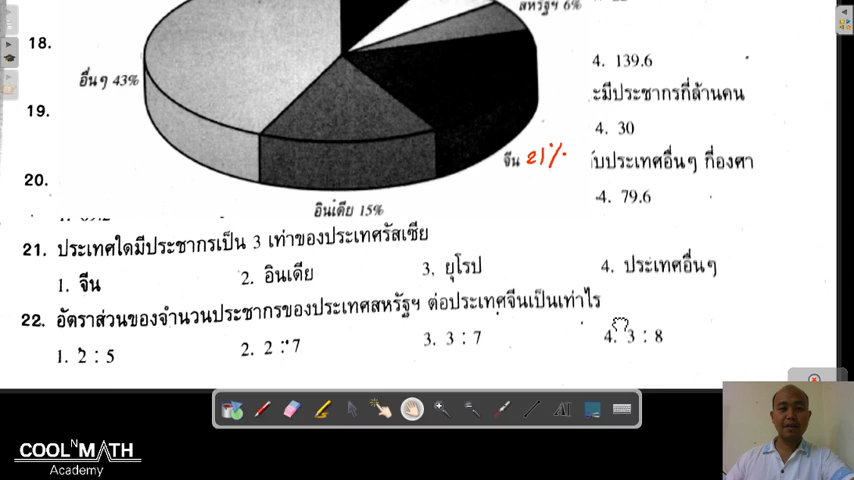 สหรัฐฯ 6%
18.
4. 139.6
อื่นๆ 43%
ะมีประชากรกี่ล้านคน
19.
4. 30
จีน 21%
ับประเทศอื่นๆ กี่องศา
20.
4. 79.6
อินเดีย 15%
21. ประเทศใดมีประชากรเป็น 3 เท่าของประเทศรัสเซีย
1. จีน 2. อินเดีย 3. ยุโรป 4. ประเทศอื่นๆ
22. อัตราส่วนของจำนวนประชากรของประเทศสหรัฐฯ ต่อประเทศจีนเป็นเท่าไร
1. 2 : 5 2. 2 : 7 3. 3 : 7 4. 3 : 8
COOL N MATH
Academy